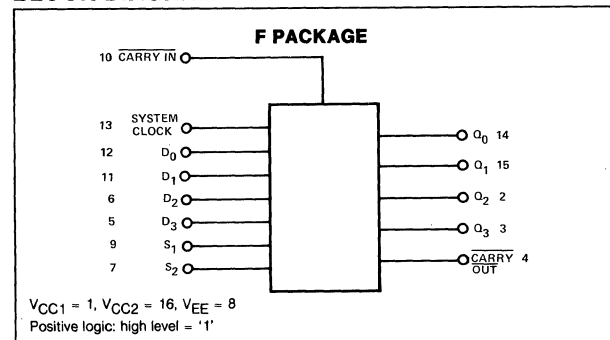 F PACKAGE
10 CARRY IN
13 SYSTEM CLOCK
12 D0
11 D1
6 D2
5 D3
9 S1
7 S2
Q0 14
Q1 15
Q2 2
Q3 3
CARRY OUT 4
VCC1 = 1, VCC2 = 16, VEE = 8
Positive logic: high level = '1'